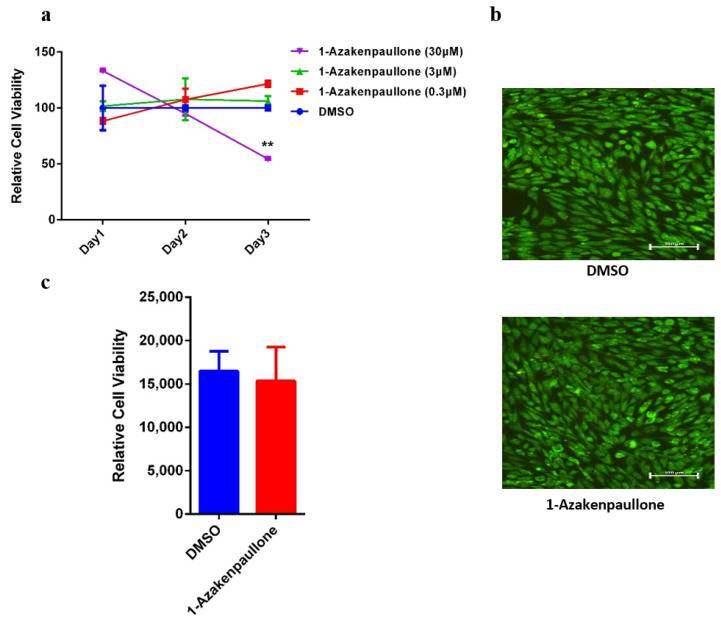 a
b
150
100
50
0
Relative Cell Viability
Day1
Day2
Day3
**
1-Azakenpaullone (30µM)
1-Azakenpaullone (3µM)
1-Azakenpaullone (0.3µM)
DMSO
DMSO
1-Azakenpaullone
c
25,000
20,000
15,000
10,000
5,000
0
Relative Cell Viability
DMSO
1-Azakenpaullone